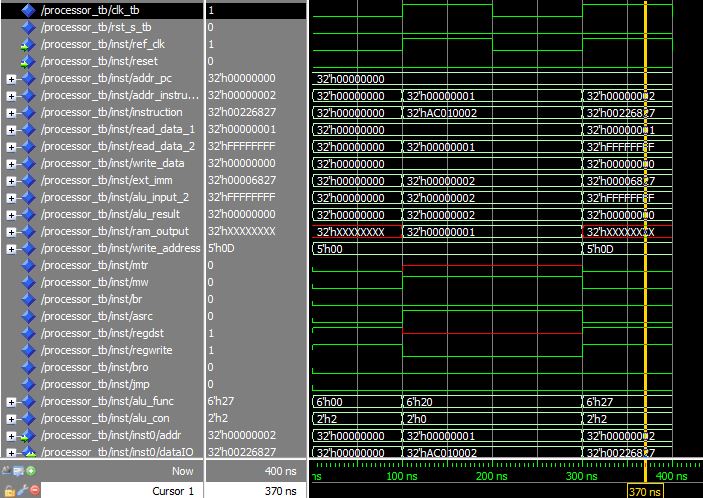 /processor_tb/clk_tb 1
/processor_tb/rst_s_tb 0
/processor_tb/inst/ref_clk 1
/processor_tb/inst/reset 0
/processor_tb/inst/addr_pc 32'h00000000 32'h00000000
/processor_tb/inst/addr_instru... 32'h00000002 32'h00000000 32'h00000001 32'h00000002
/processor_tb/inst/instruction 32'h00226827 32'h00000000 32'hAC010002 32'h00226827
/processor_tb/inst/read_data_1 32'h00000001 32'h00000000 32'h00000001
/processor_tb/inst/read_data_2 32'hFFFFFFFF 32'h00000000 32'h00000001 32'hFFFFFFFF
/processor_tb/inst/write_data 32'h00000000 32'h00000000 32'h00000000
/processor_tb/inst/ext_imm 32'h00006827 32'h00000000 32'h00000002 32'h00006827
/processor_tb/inst/alu_input_2 32'hFFFFFFFF 32'h00000000 32'h00000002 32'hFFFFFFFF
/processor_tb/inst/alu_result 32'h00000000 32'h00000000 32'h00000002 32'h00000000
/processor_tb/inst/ram_output 32'hXXXXXXXX 32'hXXXXXXXX 32'h00000001 32'hXXXXXXXX
/processor_tb/inst/write_address 5'h0D 5'h00 5'h0D
/processor_tb/inst/mtr 0
/processor_tb/inst/mw 0
/processor_tb/inst/br 0
/processor_tb/inst/asrc 0
/processor_tb/inst/regdst 1
/processor_tb/inst/regwrite 1
/processor_tb/inst/bro 0
/processor_tb/inst/jmp 0
/processor_tb/inst/alu_func 6'h27 6'h00 6'h20 6'h27
/processor_tb/inst/alu_con 2'h2 2'h2 2'h0 2'h2
/processor_tb/inst/inst0/addr 32'h00000002 32'h00000000 32'h00000001 32'h00000002
/processor_tb/inst/inst0/dataIO 32'h00226827 32'h00000000 32'hAC010002 32'h00226827
Now 400 ns ns 100 ns 200 ns 300 ns 400 ns
Cursor 1 370 ns 370 ns